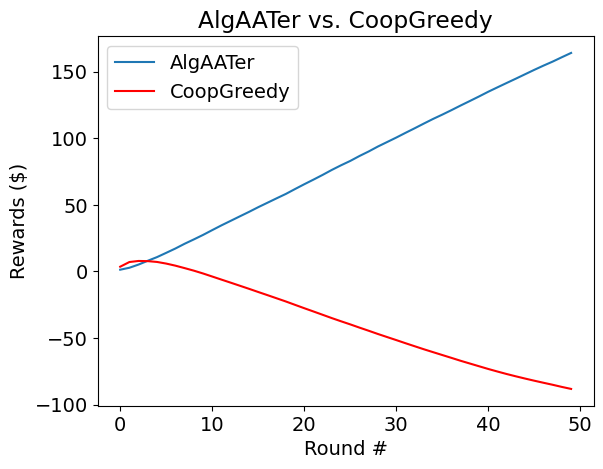 AlgAATer vs. CoopGreedy
AlgAATer
CoopGreedy
Rewards ($)
150
100
50
0
−50
−100
0 10 20 30 40 50
Round #